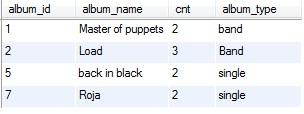 album_id album_name cnt album_type
1 Master of puppets 2 band
2 Load 3 Band
5 back in black 2 single
7 Roja 2 single